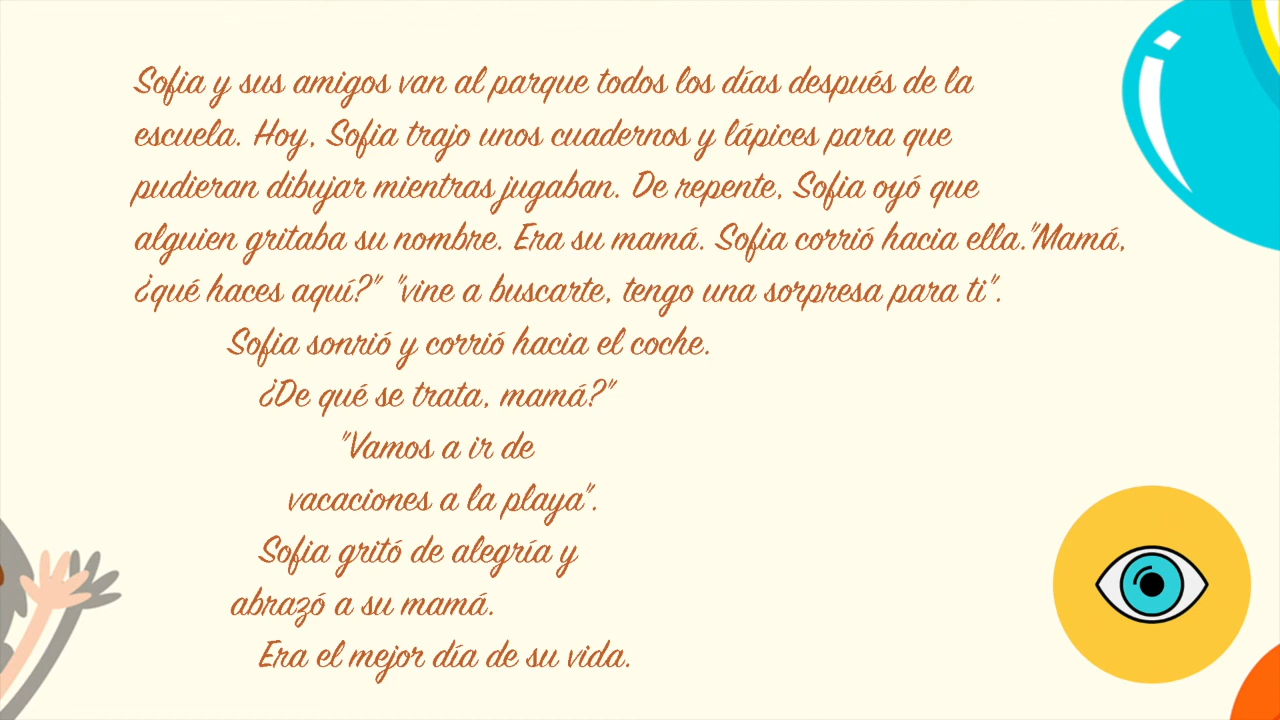 Sofia y sus amigos van al parque todos los días después de la
escuela. Hoy, Sofia trajo unos cuadernos y lápices para que
pudieran dibujar mientras jugaban. De repente, Sofia oyó que
alguien gritaba su nombre. Era su mamá. Sofia corrió hacia ella."Mamá,
¿qué haces aquí?" "vine a buscarte, tengo una sorpresa para ti".
Sofia sonrió y corrió hacia el coche.
¿De qué se trata, mamá?"
"Vamos a ir de
vacaciones a la playa".
Sofia gritó de alegría y
abrazó a su mamá.
Era el mejor día de su vida.